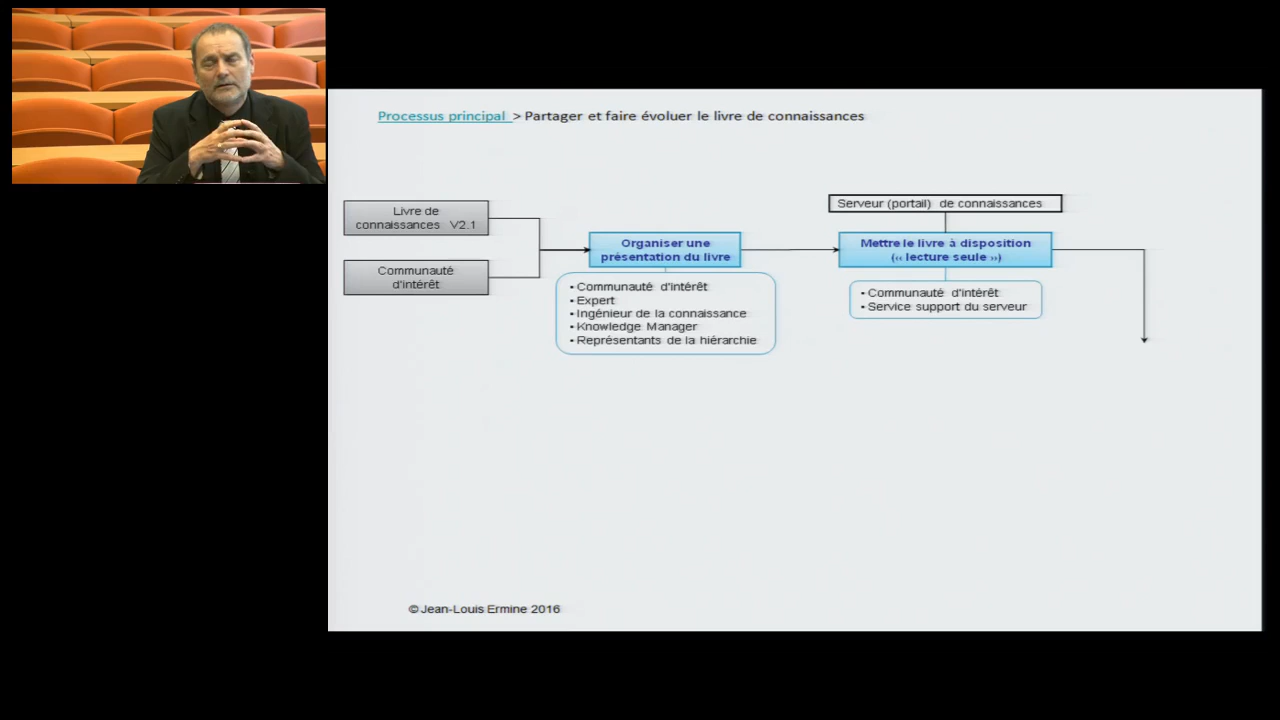 Processus principal > Partager et faire évoluer le livre de connaissances
Serveur (portail) de connaissances
Livre de
connaissances V2.1
Communauté
d'intérêt
Organiser une
présentation du livre
• Communauté d'intérêt
• Expert
• Ingénieur de la connaissance
• Knowledge Manager
• Représentants de la hiérarchie
Mettre le livre à disposition
(« lecture seule »)
• Communauté d'intérêt
• Service support du serveur
© Jean-Louis Ermine 2016